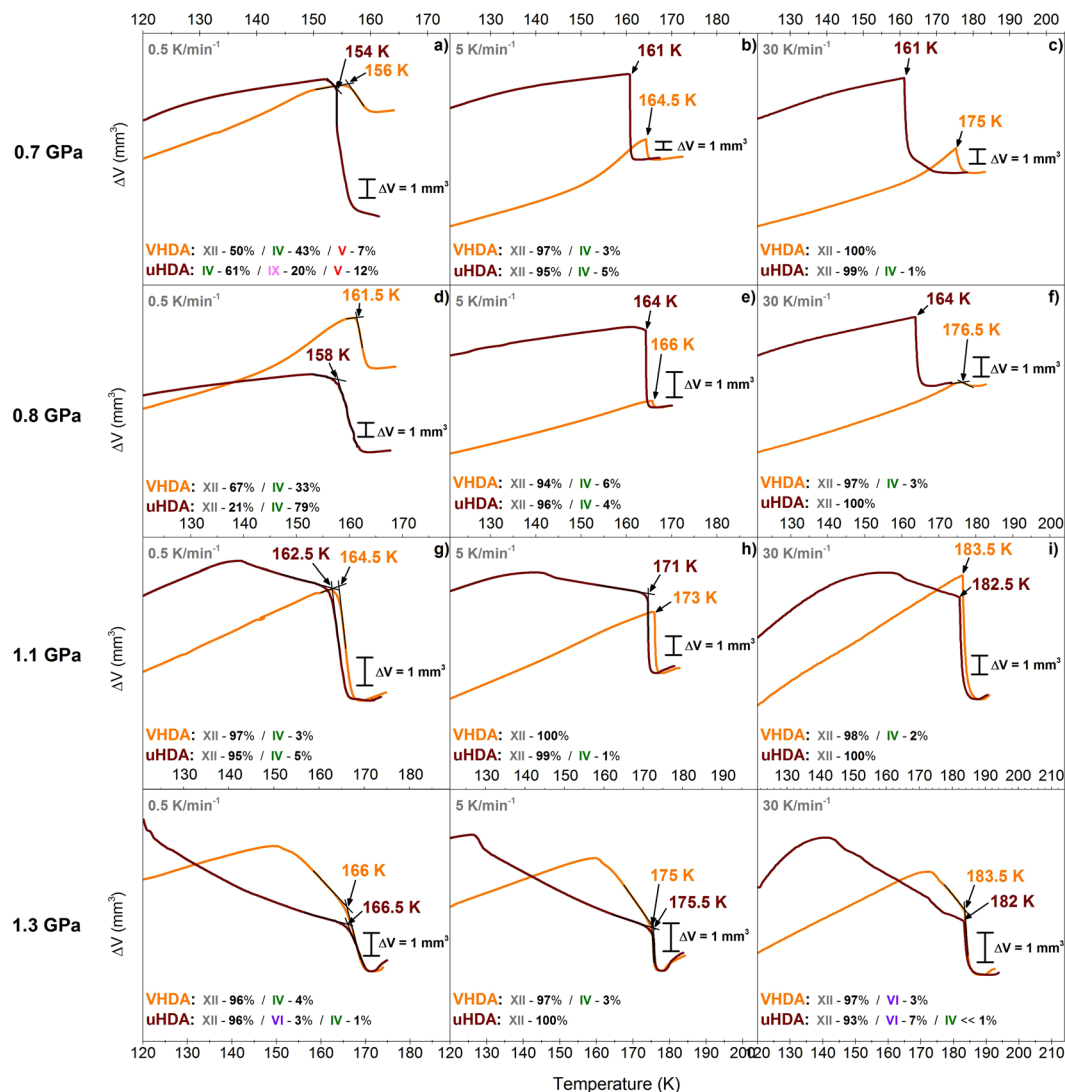 120 130 140 150 160 170 120 130 140 150 160 170 180 190 120 130 140 150 160 170 180 190 200 210
0.7 GPa
ΔV (mm³)
0.5 K/min⁻¹ a)
154 K
156 K
ΔV = 1 mm³
VHDA: XII - 50% / IV - 43% / V - 7%
uHDA: IV - 61% / IX - 20% / V - 12%
5 K/min⁻¹ b)
161 K
164.5 K
ΔV = 1 mm³
VHDA: XII - 97% / IV - 3%
uHDA: XII - 95% / IV - 5%
30 K/min⁻¹ c)
161 K
175 K
ΔV = 1 mm³
VHDA: XII - 100%
uHDA: XII - 99% / IV - 1%
0.8 GPa
ΔV (mm³)
0.5 K/min⁻¹ d)
161.5 K
158 K
ΔV = 1 mm³
VHDA: XII - 67% / IV - 33%
uHDA: XII - 21% / IV - 79%
5 K/min⁻¹ e)
164 K
166 K
ΔV = 1 mm³
VHDA: XII - 94% / IV - 6%
uHDA: XII - 96% / IV - 4%
30 K/min⁻¹ f)
164 K
176.5 K
ΔV = 1 mm³
VHDA: XII - 97% / IV - 3%
uHDA: XII - 100%
130 140 150 160 170 130 140 150 160 170 180 190 130 140 150 160 170 180 190 200
1.1 GPa
ΔV (mm³)
0.5 K/min⁻¹ g)
162.5 K 164.5 K
ΔV = 1 mm³
VHDA: XII - 97% / IV - 3%
uHDA: XII - 95% / IV - 5%
5 K/min⁻¹ h)
171 K
173 K
ΔV = 1 mm³
VHDA: XII - 100%
uHDA: XII - 99% / IV - 1%
30 K/min⁻¹ i)
183.5 K
182.5 K
ΔV = 1 mm³
VHDA: XII - 98% / IV - 2%
uHDA: XII - 100%
130 140 150 160 170 180 130 140 150 160 170 180 190 130 140 150 160 170 180 190 200 210
1.3 GPa
ΔV (mm³)
0.5 K/min⁻¹
166 K
166.5 K
ΔV = 1 mm³
VHDA: XII - 96% / IV - 4%
uHDA: XII - 96% / VI - 3% / IV - 1%
5 K/min⁻¹
175 K
175.5 K
ΔV = 1 mm³
VHDA: XII - 97% / IV - 3%
uHDA: XII - 100%
30 K/min⁻¹
183.5 K
182 K
ΔV = 1 mm³
VHDA: XII - 97% / VI - 3%
uHDA: XII - 93% / VI - 7% / IV << 1%
120 130 140 150 160 170 180 120 130 140 150 160 170 180 190 130 140 150 160 170 180 190 200 210
Temperature (K)